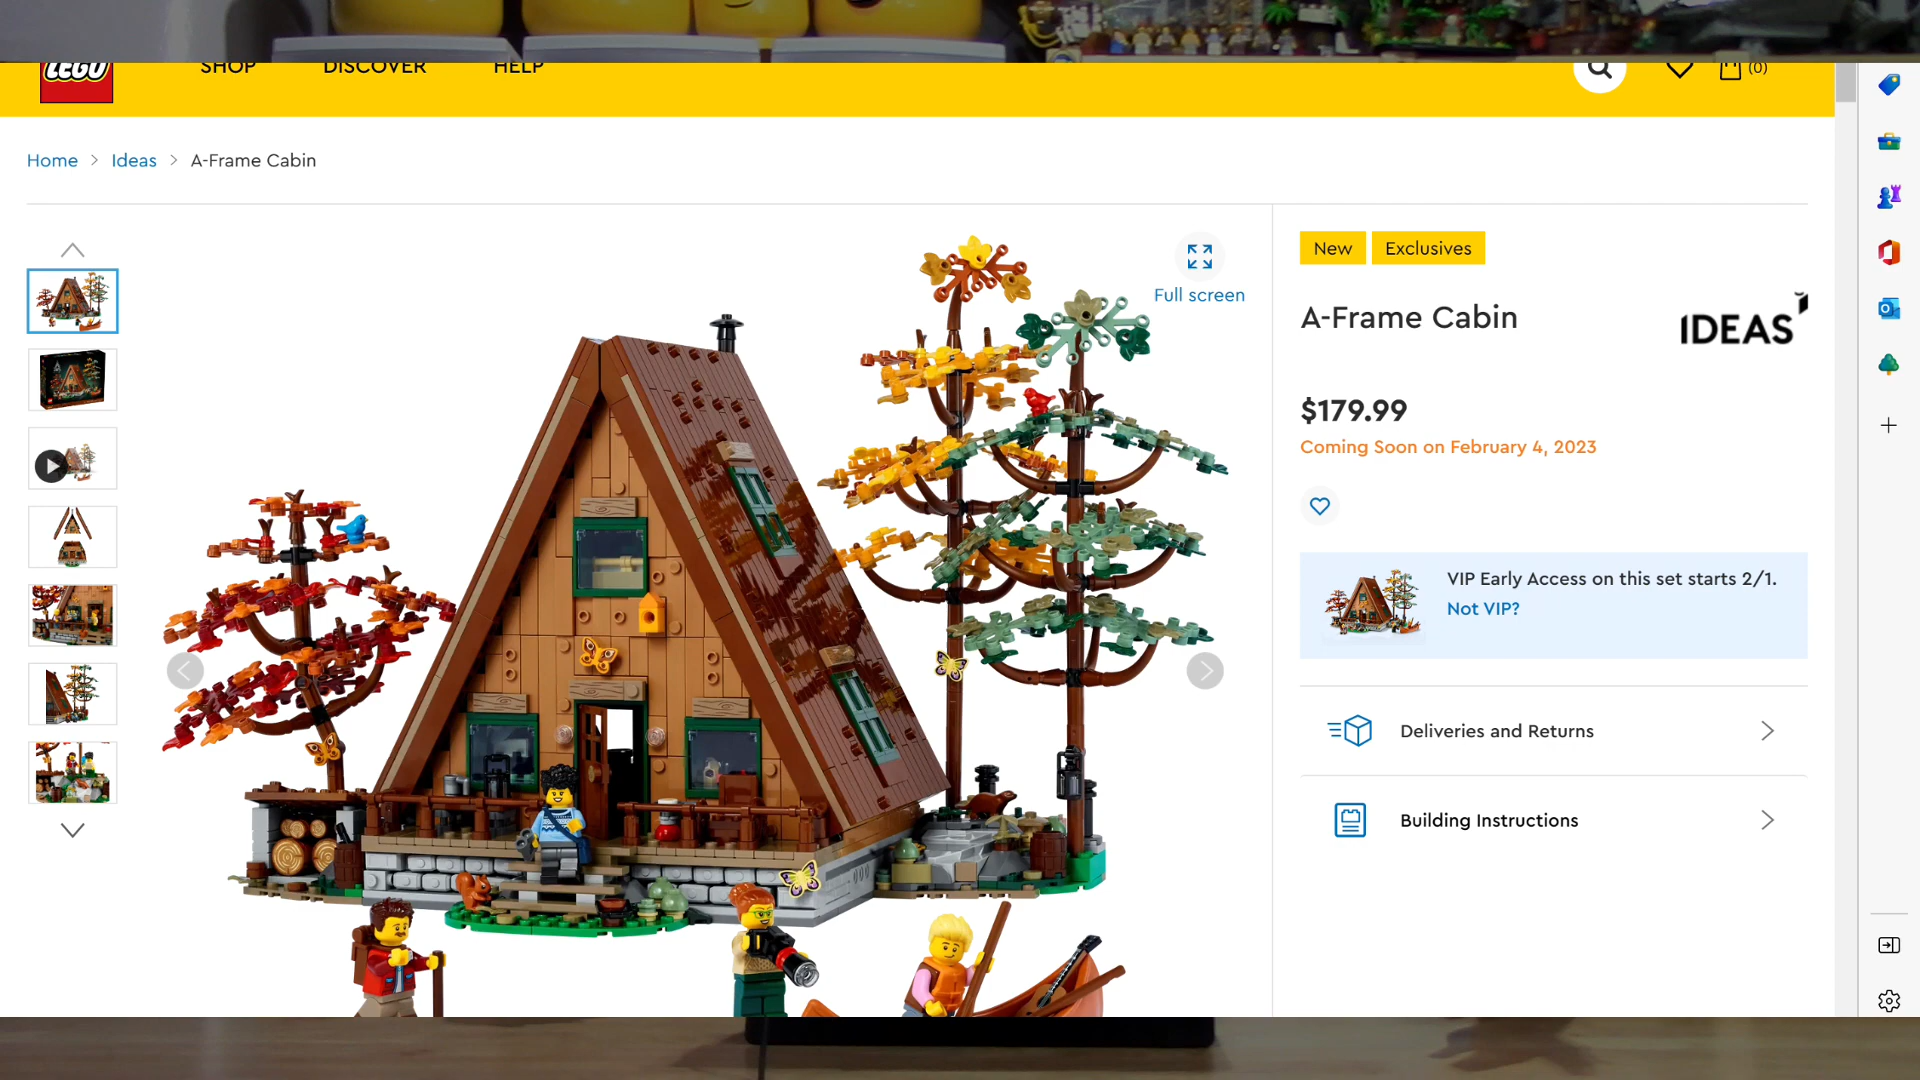 LEGO
SHOP DISCOVER HELP
(0)
Home > Ideas > A-Frame Cabin
Full screen
New Exclusives
A-Frame Cabin
IDEAS
$179.99
Coming Soon on February 4, 2023
VIP Early Access on this set starts 2/1.
Not VIP?
Deliveries and Returns
Building Instructions